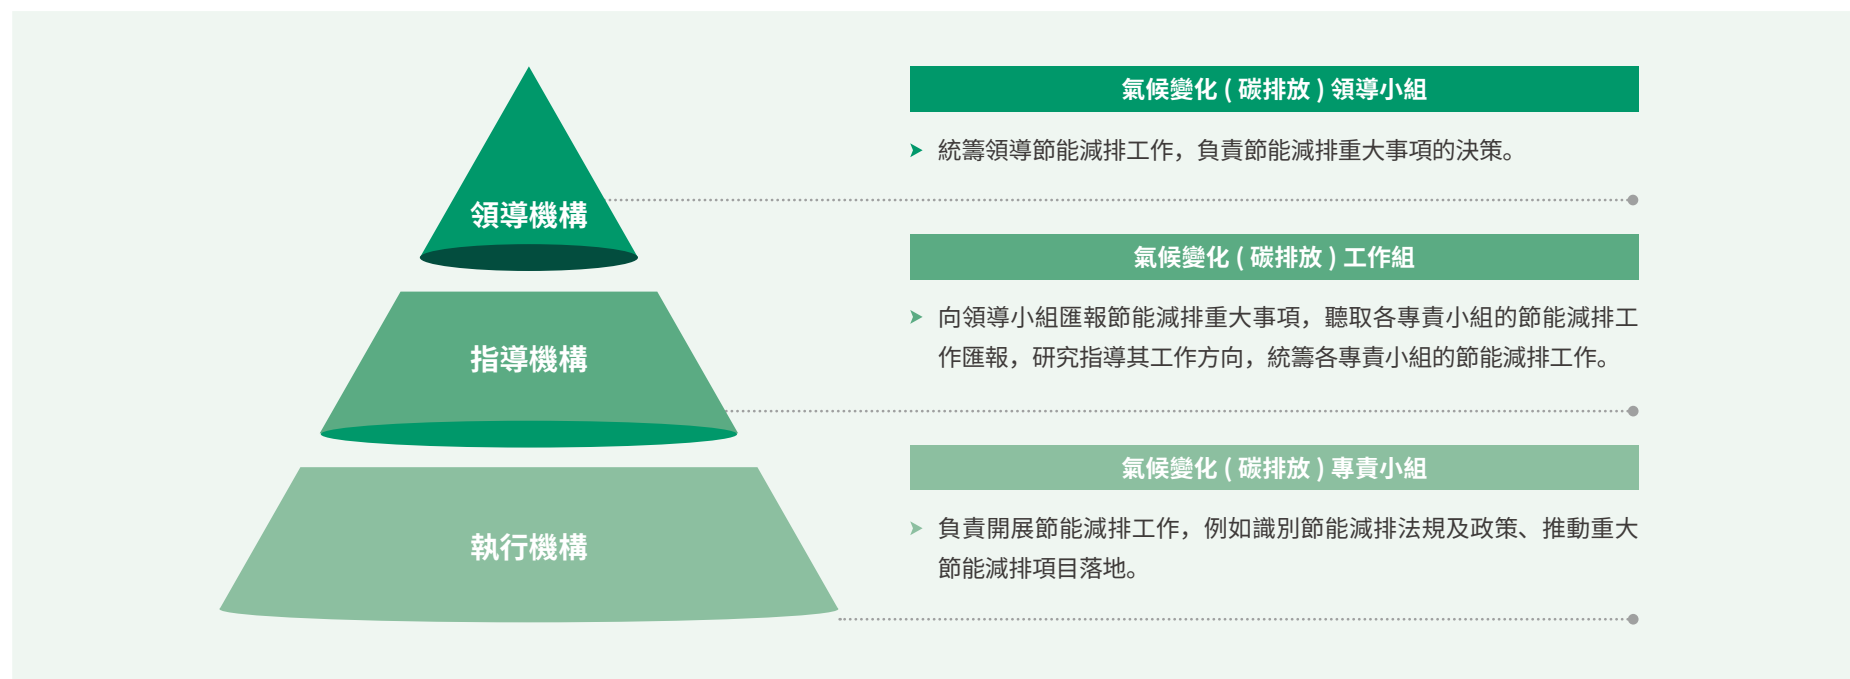 領導機構
氣候變化 ( 碳排放 ) 領導小組
統籌領導節能減排工作，負責節能減排重大事項的決策。
指導機構
氣候變化 ( 碳排放 ) 工作組
向領導小組匯報節能減排重大事項，聽取各專責小組的節能減排工
作匯報，研究指導其工作方向，統籌各專責小組的節能減排工作。
執行機構
氣候變化 ( 碳排放 ) 專責小組
負責開展節能減排工作，例如識別節能減排法規及政策、推動重大
節能減排項目落地。